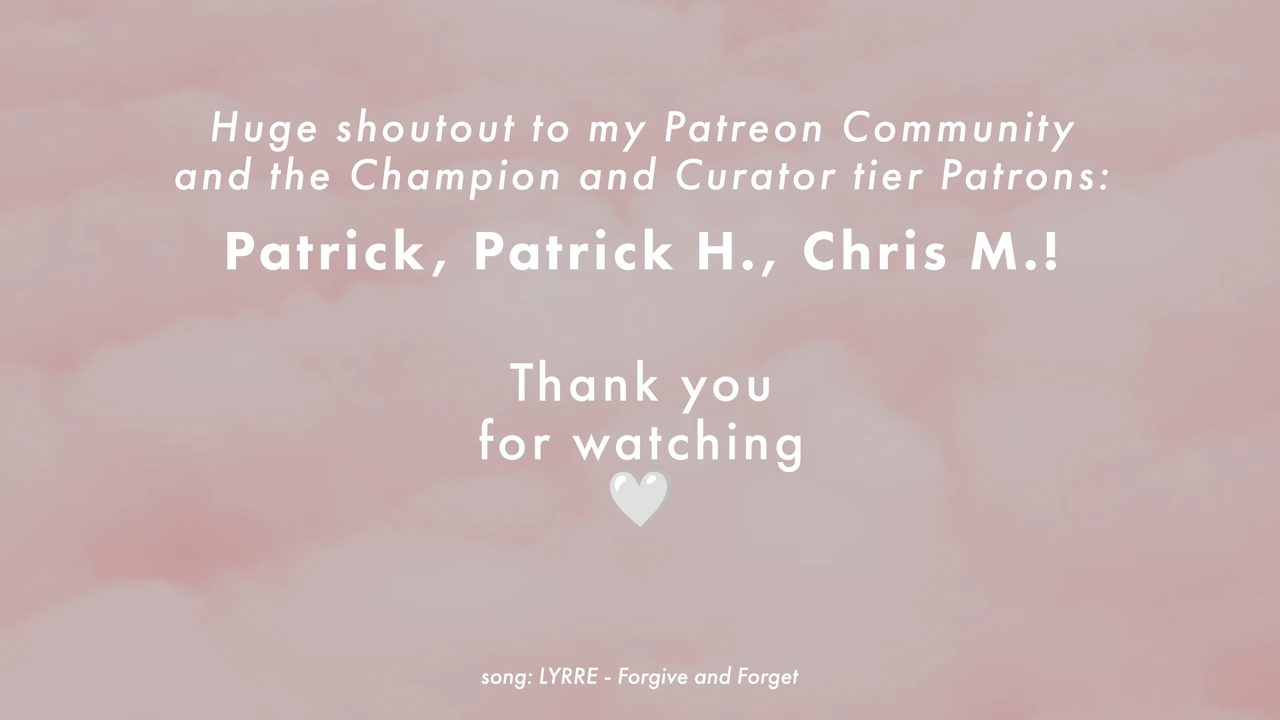 Huge shoutout to my Patreon Community
and the Champion and Curator tier Patrons:
Patrick, Patrick H., Chris M.!
Thank you
for watching
🤍
song: LYRRE - Forgive and Forget